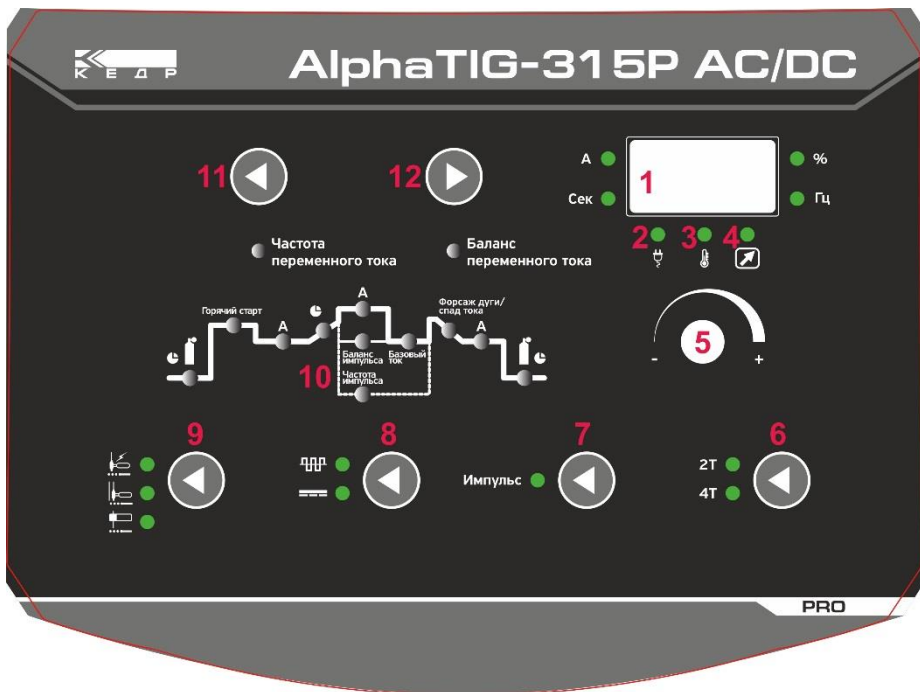 КЕДР
AlphaTIG-315P AC/DC
11
12
А
1
%
Сек
Гц
2
3
4
Частота
переменного тока
Баланс
переменного тока
А
Горячий старт
Форсаж дуги/
спад тока
А
А
Баланс
импульса
Базовый
ток
10
Частота
импульса
5
- +
9
8
7
6
Импульс
2T
4T
PRO